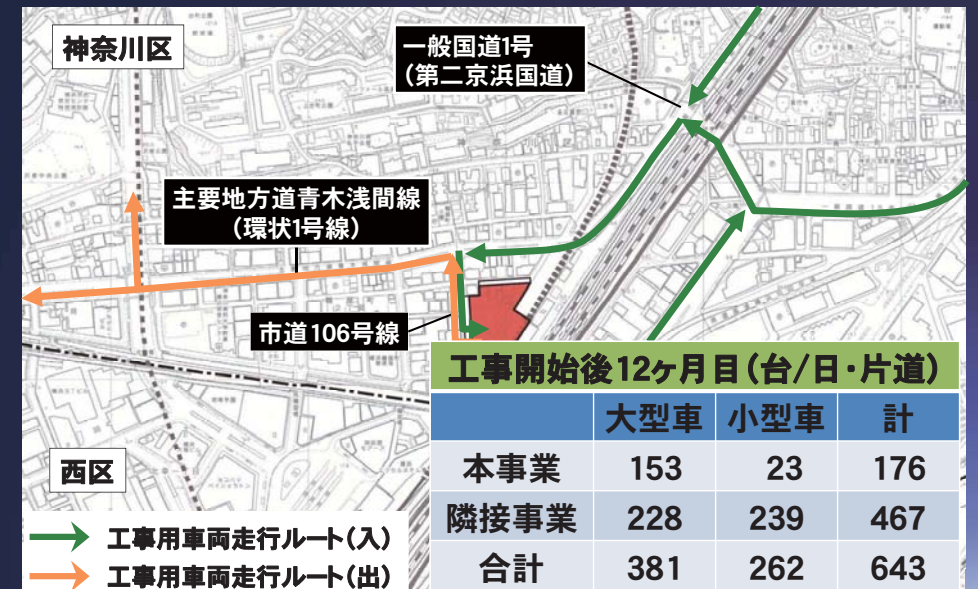 神奈川区
一般国道1号
（第二京浜国道）
主要地方道青木浅間線
（環状1号線）
市道106号線
西区
工事用車両走行ルート（入）
工事用車両走行ルート（出）
工事開始後12ヶ月目（台/日・片道）
大型車 小型車 計
本事業 153 23 176
隣接事業 228 239 467
合計 381 262 643